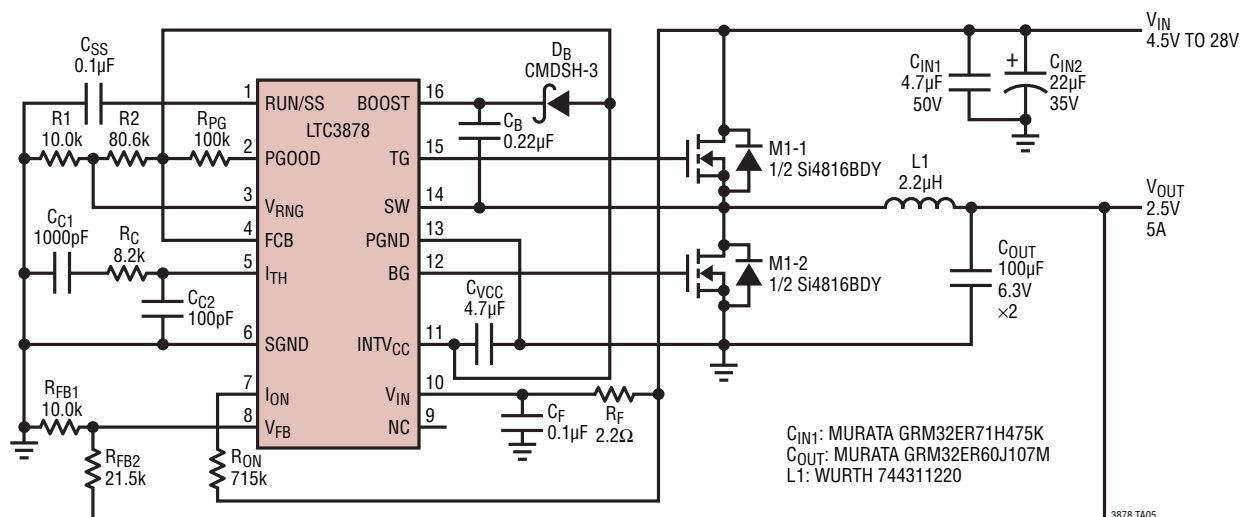 VIN
4.5V TO 28V
CSS
0.1µF
DB
CMDSH-3
CIN1
4.7µF
50V
+
CIN2
22µF
35V
1
RUN/SS
BOOST
16
LTC3878
R1
10.0k
R2
80.6k
RPG
100k
2
PGOOD
TG
15
CB
0.22µF
M1-1
1/2 Si4816BDY
L1
2.2µH
3
VRNG
SW
14
VOUT
2.5V
5A
4
FCB
PGND
13
CC1
1000pF
RC
8.2k
5
ITH
BG
12
M1-2
1/2 Si4816BDY
COUT
100µF
6.3V
×2
CC2
100pF
CVCC
4.7µF
6
SGND
INTVCC
11
RFB1
10.0k
7
ION
VIN
10
8
VFB
NC
9
CF
0.1µF
RF
2.2Ω
RFB2
21.5k
RON
715k
CIN1: MURATA GRM32ER71H475K
COUT: MURATA GRM32ER60J107M
L1: WURTH 744311220
3878 TA05